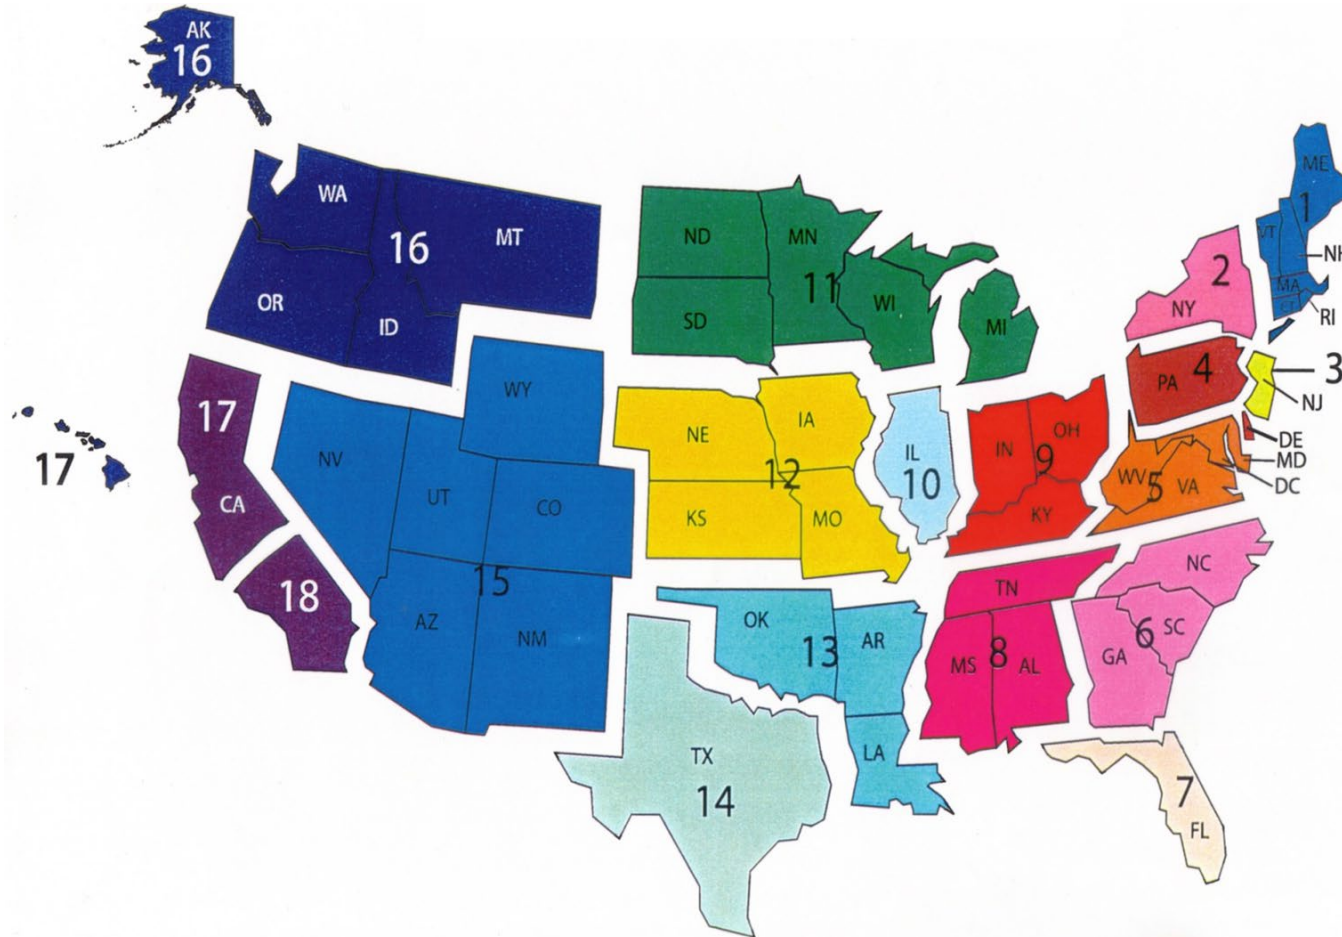 AK
16
WA
MT
16
OR
ID
ND
MN
11
WI
SD
MI
ME
1
VT
NH
MA
CT
RI
2
NY
PA
4
3
NJ
DE
MD
DC
WV
5
VA
17
CA
17
18
WY
NV
UT
CO
15
AZ
NM
NE
IA
12
KS
MO
IL
10
IN
OH
9
KY
OK
AR
13
LA
TX
14
TN
MS
8
AL
NC
SC
6
GA
7
FL